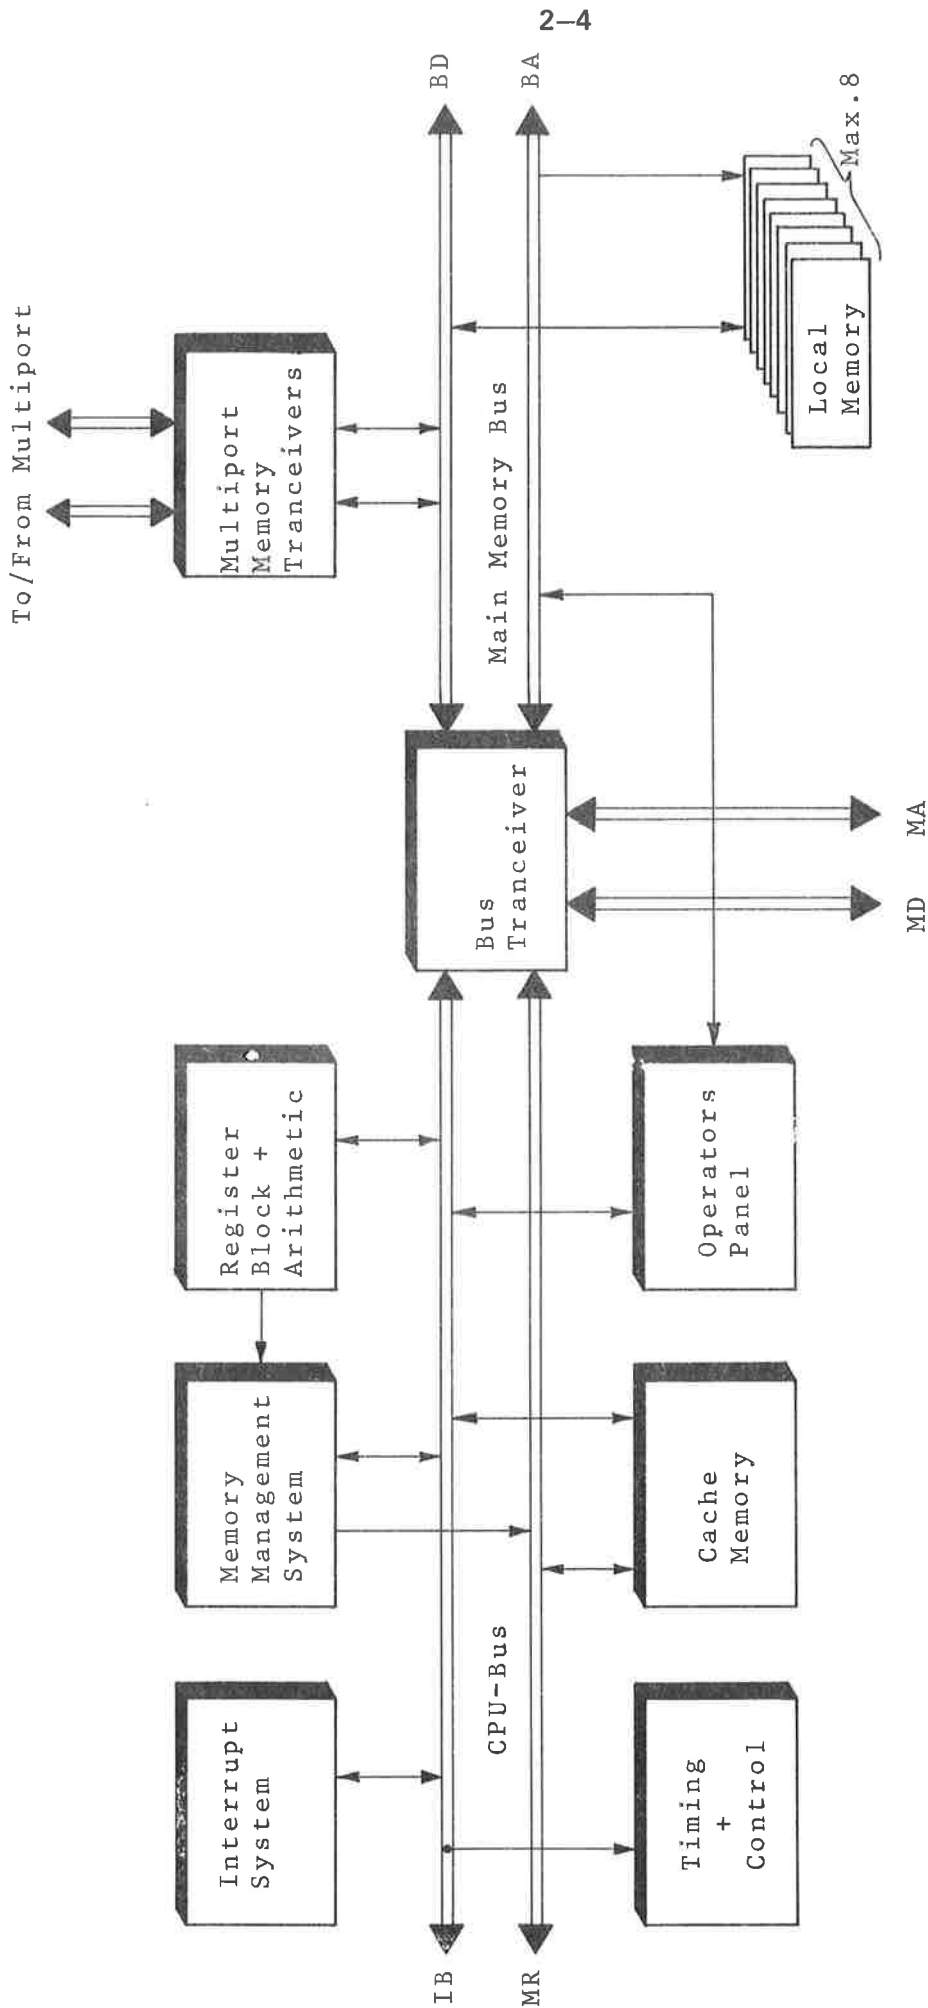 2–4
To/From Multiport
Interrupt
System
Memory
Management
System
Register
Block +
Arithmetic
Multiport
Memory
Tranceivers
IB
BD
CPU-Bus
Bus
Tranceiver
Main Memory Bus
MR
BA
Timing
+
Control
Cache
Memory
Operators
Panel
Local
Memory
Max.8
MD
MA